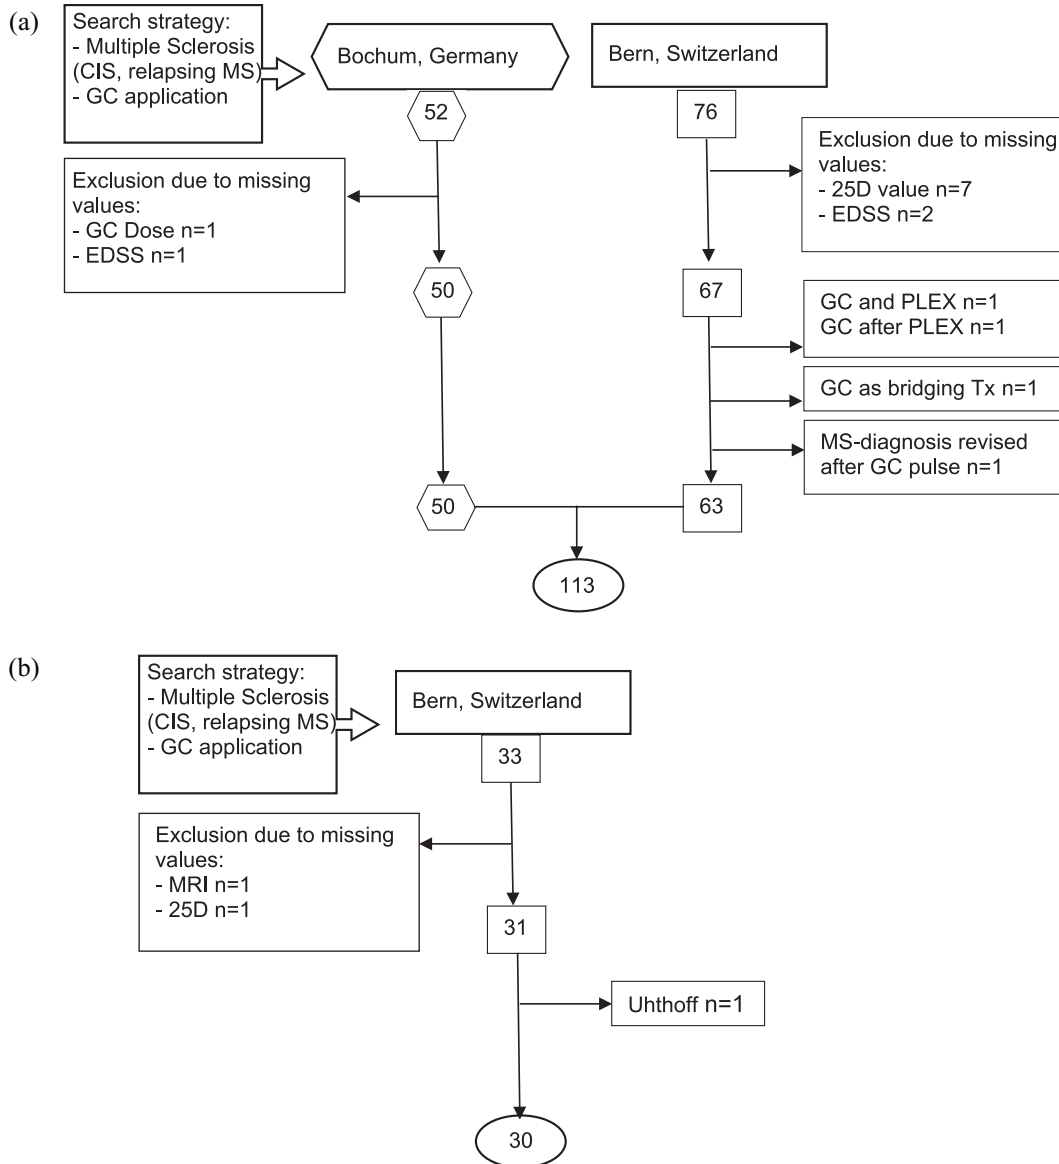 (a)
Search strategy:
- Multiple Sclerosis
(CIS, relapsing MS)
- GC application
Bochum, Germany
Bern, Switzerland
52
76
Exclusion due to missing
values:
- GC Dose n=1
- EDSS n=1
Exclusion due to missing
values:
- 25D value n=7
- EDSS n=2
50
67
GC and PLEX n=1
GC after PLEX n=1
GC as bridging Tx n=1
MS-diagnosis revised
after GC pulse n=1
50
63
113
(b)
Search strategy:
- Multiple Sclerosis
(CIS, relapsing MS)
- GC application
Bern, Switzerland
33
Exclusion due to missing
values:
- MRI n=1
- 25D n=1
31
Uhthoff n=1
30